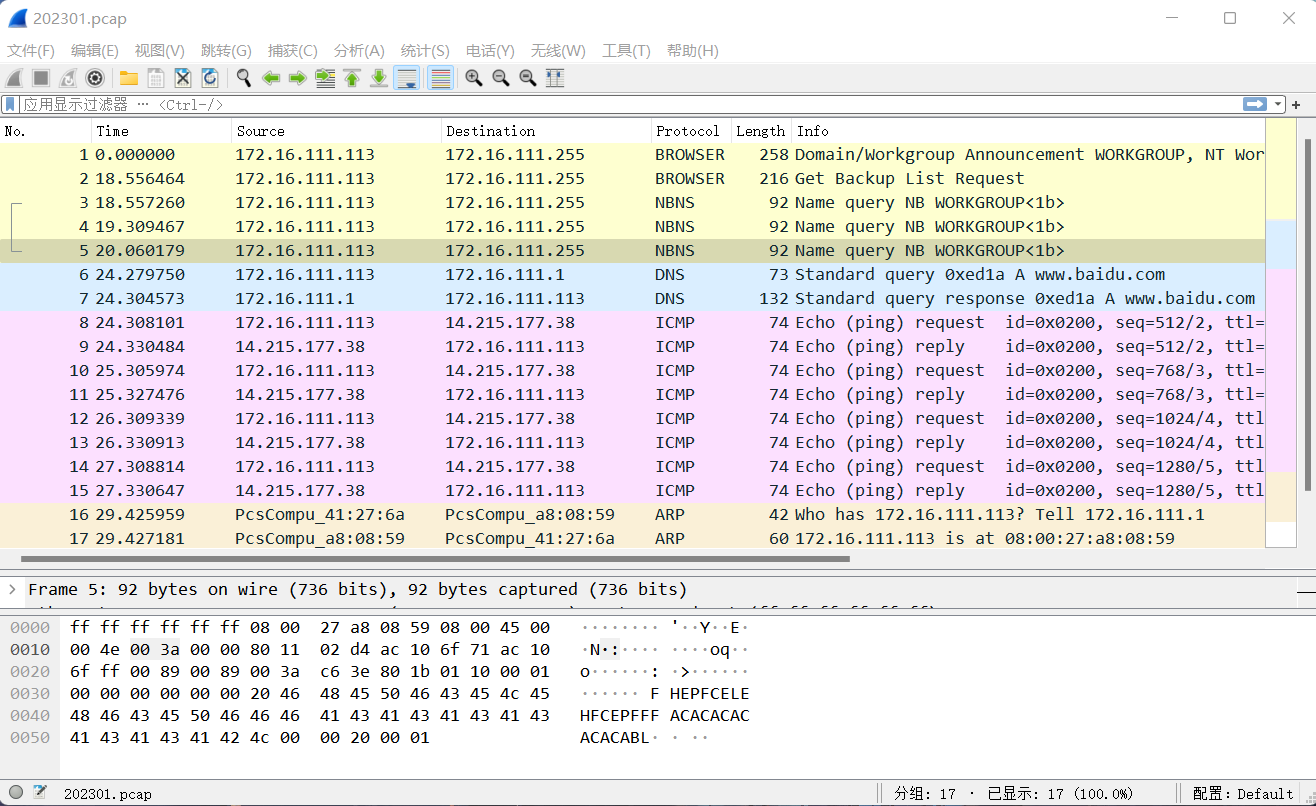 202301.pcap
文件(F) 编辑(E) 视图(V) 跳转(G) 捕获(C) 分析(A) 统计(S) 电话(Y) 无线(W) 工具(T) 帮助(H)
应用显示过滤器 … <Ctrl-/>
No. Time Source Destination Protocol Length Info
1 0.000000 172.16.111.113 172.16.111.255 BROWSER 258 Domain/Workgroup Announcement WORKGROUP, NT Wor
2 18.556464 172.16.111.113 172.16.111.255 BROWSER 216 Get Backup List Request
3 18.557260 172.16.111.113 172.16.111.255 NBNS 92 Name query NB WORKGROUP<1b>
4 19.309467 172.16.111.113 172.16.111.255 NBNS 92 Name query NB WORKGROUP<1b>
5 20.060179 172.16.111.113 172.16.111.255 NBNS 92 Name query NB WORKGROUP<1b>
6 24.279750 172.16.111.113 172.16.111.1 DNS 73 Standard query 0xed1a A www.baidu.com
7 24.304573 172.16.111.1 172.16.111.113 DNS 132 Standard query response 0xed1a A www.baidu.com
8 24.308101 172.16.111.113 14.215.177.38 ICMP 74 Echo (ping) request id=0x0200, seq=512/2, ttl=
9 24.330484 14.215.177.38 172.16.111.113 ICMP 74 Echo (ping) reply id=0x0200, seq=512/2, ttl=
10 25.305974 172.16.111.113 14.215.177.38 ICMP 74 Echo (ping) request id=0x0200, seq=768/3, ttl=
11 25.327476 14.215.177.38 172.16.111.113 ICMP 74 Echo (ping) reply id=0x0200, seq=768/3, ttl=
12 26.309339 172.16.111.113 14.215.177.38 ICMP 74 Echo (ping) request id=0x0200, seq=1024/4, ttl
13 26.330913 14.215.177.38 172.16.111.113 ICMP 74 Echo (ping) reply id=0x0200, seq=1024/4, ttl
14 27.308814 172.16.111.113 14.215.177.38 ICMP 74 Echo (ping) request id=0x0200, seq=1280/5, ttl
15 27.330647 14.215.177.38 172.16.111.113 ICMP 74 Echo (ping) reply id=0x0200, seq=1280/5, ttl
16 29.425959 PcsCompu_41:27:6a PcsCompu_a8:08:59 ARP 42 Who has 172.16.111.113? Tell 172.16.111.1
17 29.427181 PcsCompu_a8:08:59 PcsCompu_41:27:6a ARP 60 172.16.111.113 is at 08:00:27:a8:08:59
Frame 5: 92 bytes on wire (736 bits), 92 bytes captured (736 bits)
0000 ff ff ff ff ff ff 08 00 27 a8 08 59 08 00 45 00 ········ '··Y··E·
0010 00 4e 00 3a 00 00 80 11 02 d4 ac 10 6f 71 ac 10 ·N·:···· ····oq··
0020 6f ff 00 89 00 89 00 3a c6 3e 80 1b 01 10 00 01 o······: ·>······
0030 00 00 00 00 00 00 20 46 48 45 50 46 43 45 4c 45 ······ F HEPFCELE
0040 48 46 43 45 50 46 46 46 41 43 41 43 41 43 41 43 HFCEPFFF ACACACAC
0050 41 43 41 43 41 42 4c 00 00 20 00 01 ACACABL· · ··
202301.pcap 分组: 17 · 已显示: 17 (100.0%) 配置: Default